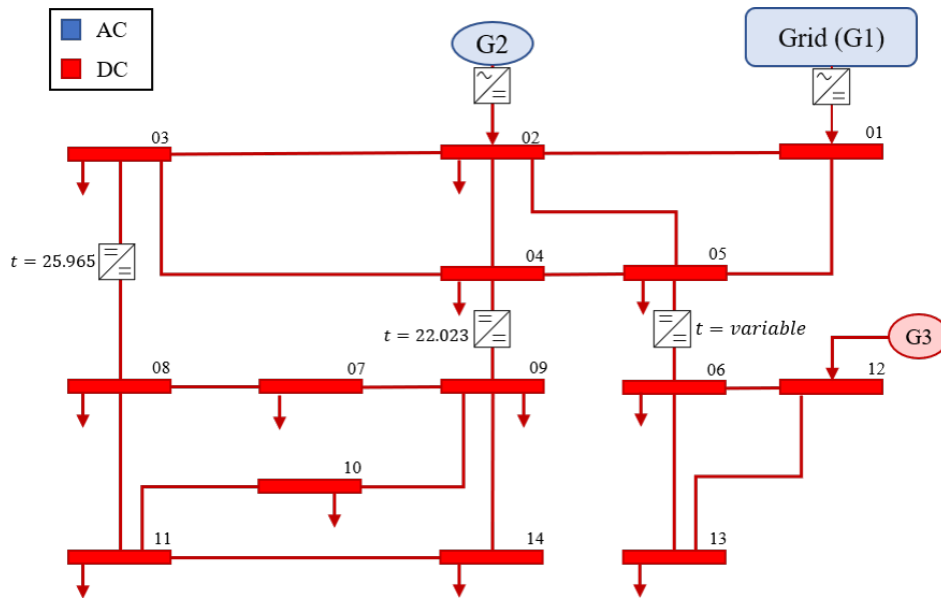 AC
DC
G2
Grid (G1)
03
02
01
t = 25.965
04
05
t = 22.023
t = variable
G3
08
07
09
06
12
10
11
14
13